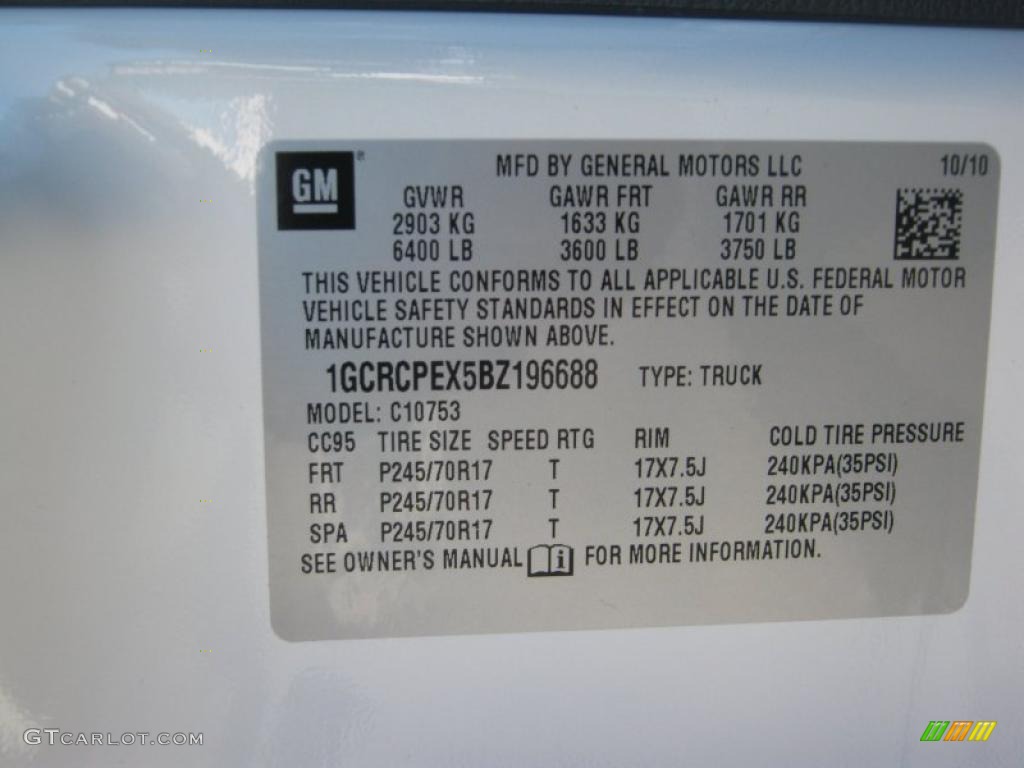 GM®
MFD BY GENERAL MOTORS LLC 10/10
GVWR GAWR FRT GAWR RR
2903 KG 1633 KG 1701 KG
6400 LB 3600 LB 3750 LB
THIS VEHICLE CONFORMS TO ALL APPLICABLE U.S. FEDERAL MOTOR
VEHICLE SAFETY STANDARDS IN EFFECT ON THE DATE OF
MANUFACTURE SHOWN ABOVE.
1GCRCPEX5BZ196688 TYPE: TRUCK
MODEL: C10753
CC95 TIRE SIZE SPEED RTG RIM COLD TIRE PRESSURE
FRT P245/70R17 T 17X7.5J 240KPA(35PSI)
RR P245/70R17 T 17X7.5J 240KPA(35PSI)
SPA P245/70R17 T 17X7.5J 240KPA(35PSI)
SEE OWNER'S MANUAL i FOR MORE INFORMATION.
GTCARLOT.COM